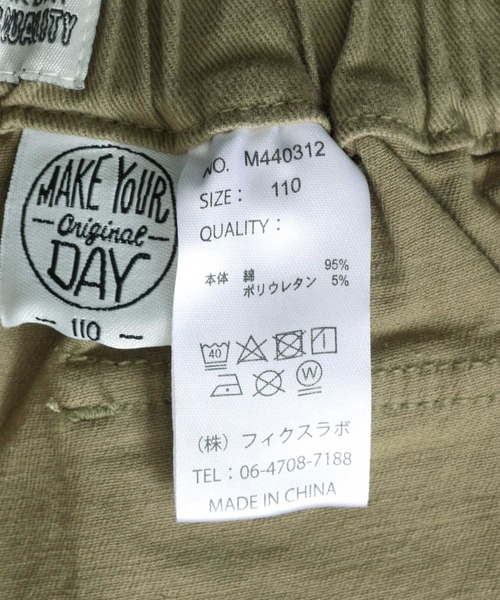 QUALITY
MAKE YOUR
Original
DAY
110
NO. M440312
SIZE： 110
QUALITY：
本体 綿 95%
ポリウレタン 5%
40
W
（株）フィクスラボ
TEL：06-4708-7188
MADE IN CHINA